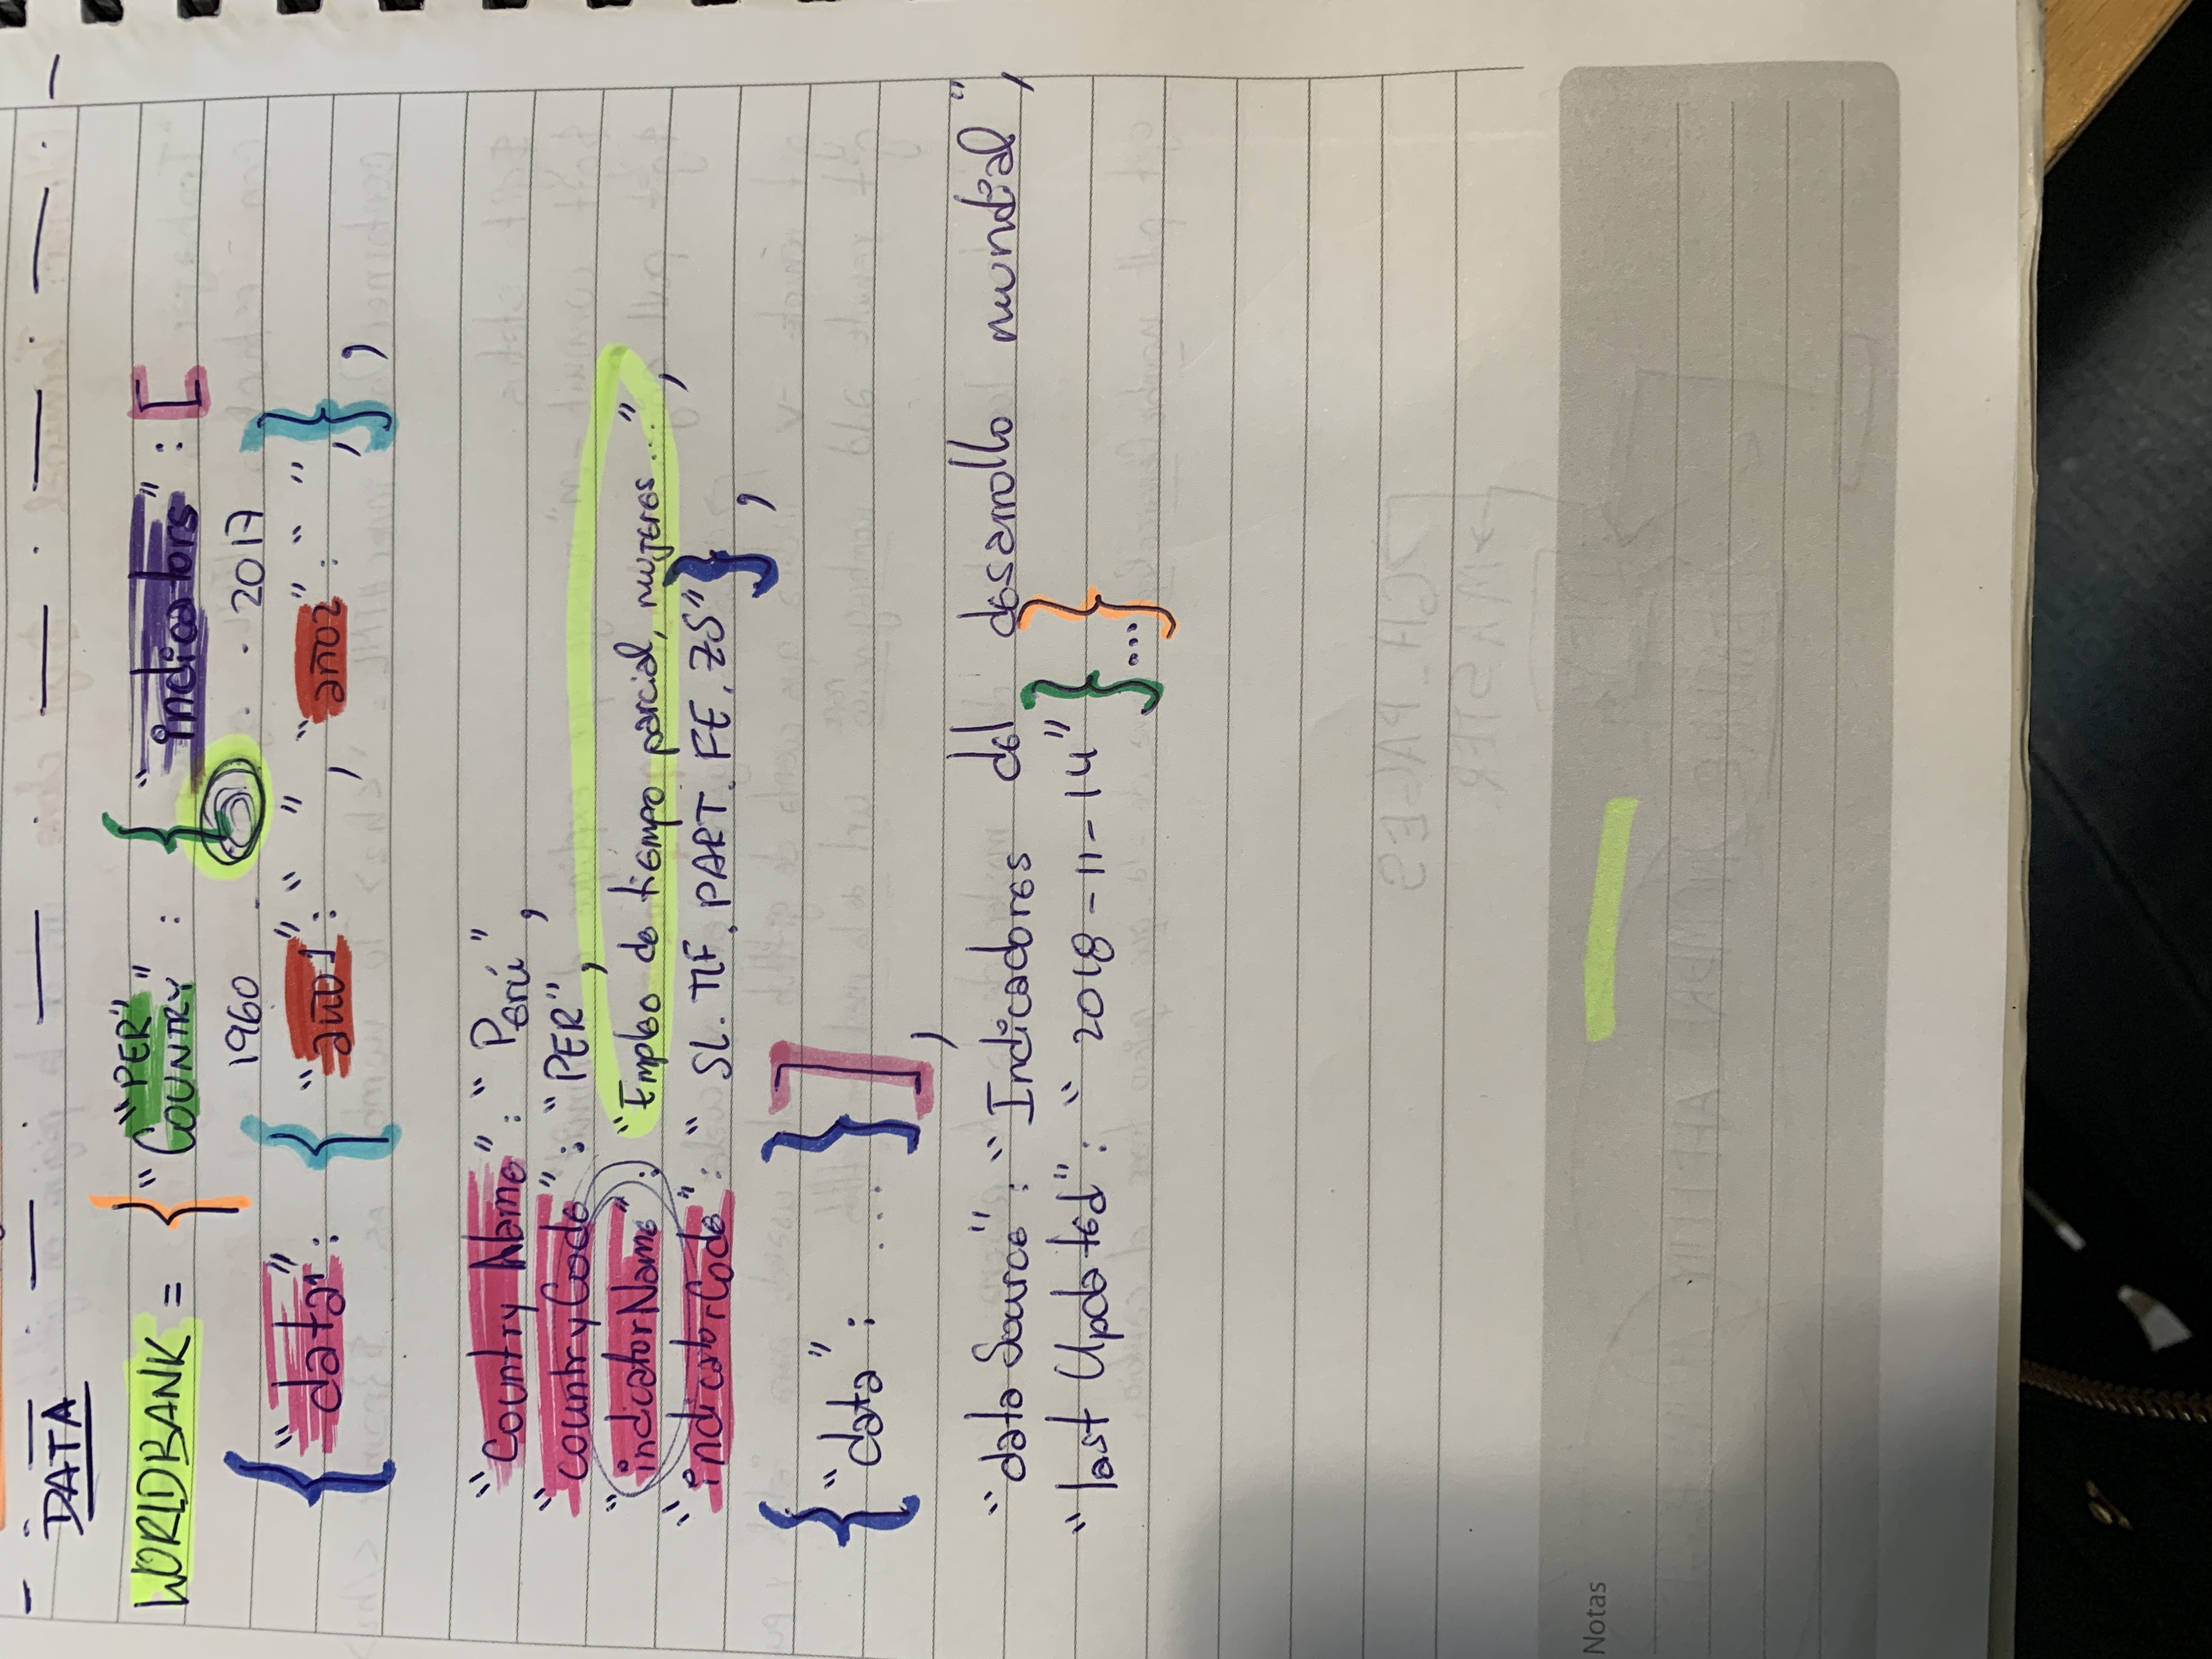 DATA
"PER"
WORLDBANK = { "COUNTRY" : { "indicators" : [
1960 . . . 2017
{ "data1" : { "año1" : " " , "año2" : " " , } ,
"Country Name" : "Perú" ,
"countryCode" : "PER" ,
"indicatorName" : "Empleo de tiempo parcial, mujeres..." ,
"indicatorCode" : "SL. TLF. PART. FE. ZS" } ,
{ "data" : ... } ] ,
"data Source" : "Indicadores del desarrollo mundial" ,
"last Updated" : "2018-11-14" } ... }
Notas